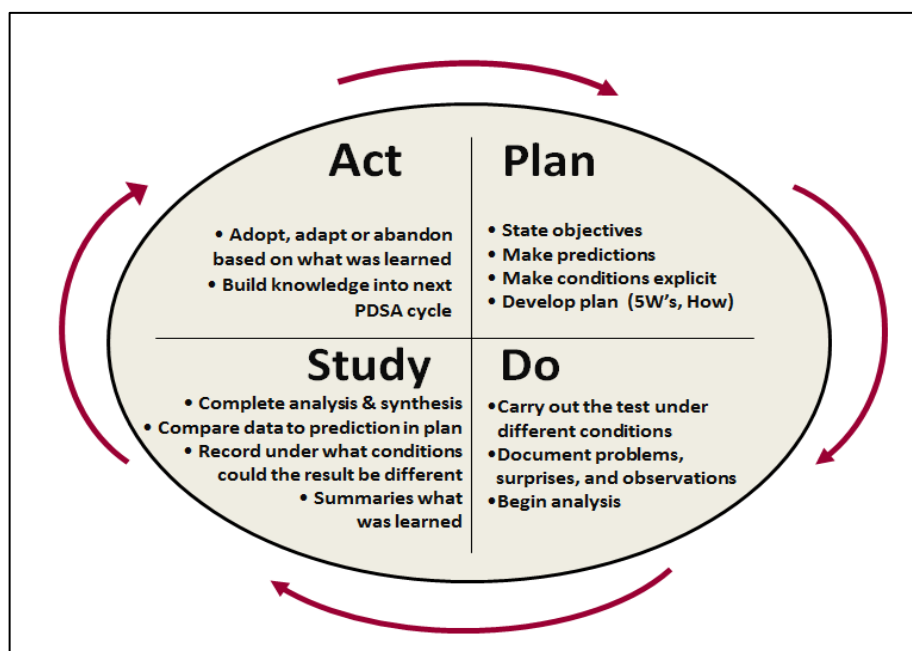 Act
• Adopt, adapt or abandon
based on what was learned
• Build knowledge into next
PDSA cycle
Plan
• State objectives
• Make predictions
• Make conditions explicit
• Develop plan  (5W's, How)
Study
• Complete analysis & synthesis
• Compare data to prediction in plan
• Record under what conditions
could the result be different
• Summaries what
was learned
Do
•Carry out the test under
different conditions
•Document problems,
surprises, and observations
•Begin analysis